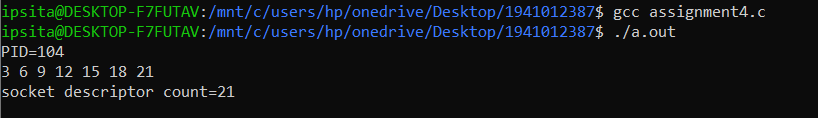 ipsita@DESKTOP-F7FUTAV:/mnt/c/users/hp/onedrive/Desktop/1941012387$ gcc assignment4.c
ipsita@DESKTOP-F7FUTAV:/mnt/c/users/hp/onedrive/Desktop/1941012387$ ./a.out
PID=104
3 6 9 12 15 18 21
socket descriptor count=21